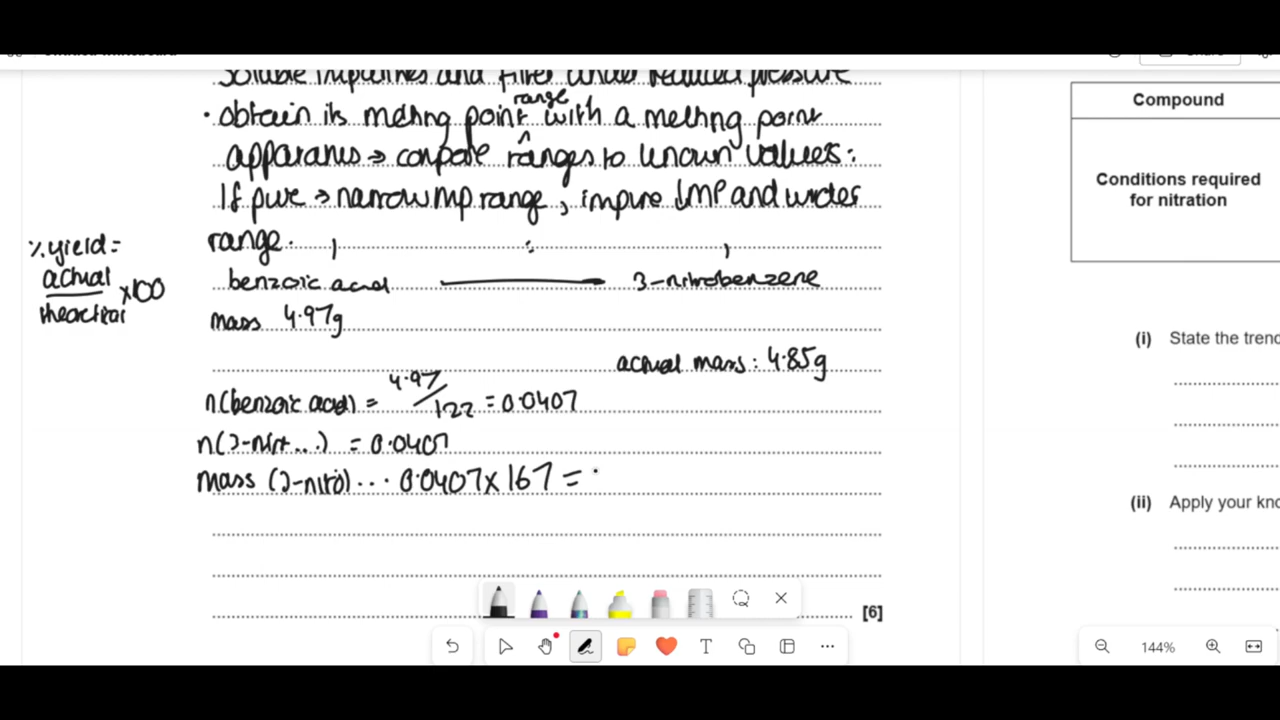 soluble impurities and filter under reduced pressure
range
• obtain its melting point with a melting point
apparatus → compare ranges to known values.
If pure → narrow mp range, impure ↓MP and wider
range. 1 : 1
benzoic acid 3-nitrobenzene
% yield =
actual
theoretical
×100
mass 4.97g
actual mass: 4.85g
n(benzoic acid) = 4.97/122 = 0.0407
n(3-nit...) = 0.0407
mass (3-nitro) ... 0.0407 × 167 =
[6]
Compound
Conditions required
for nitration
(i) State the trend
(ii) Apply your kno
144%